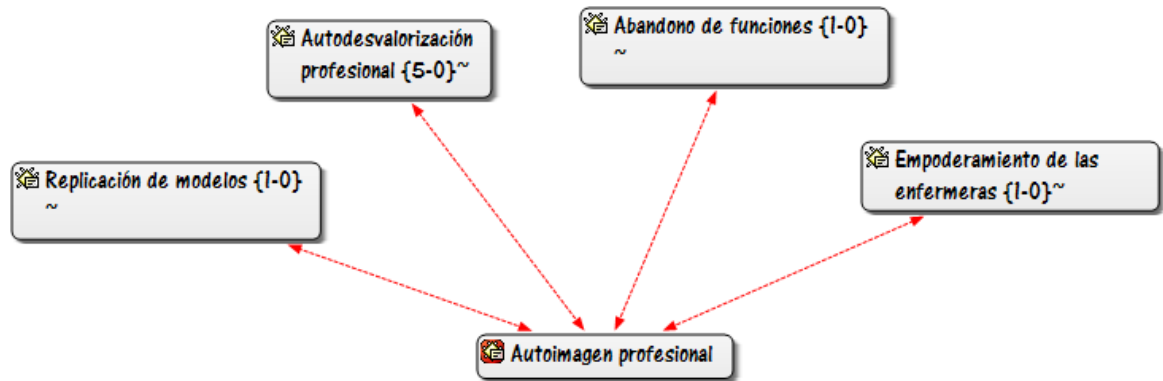 Autodesvalorización
profesional {5-0}~
Abandono de funciones {1-0}
~
Replicación de modelos {1-0}
~
Empoderamiento de las
enfermeras {1-0}~
Autoimagen profesional